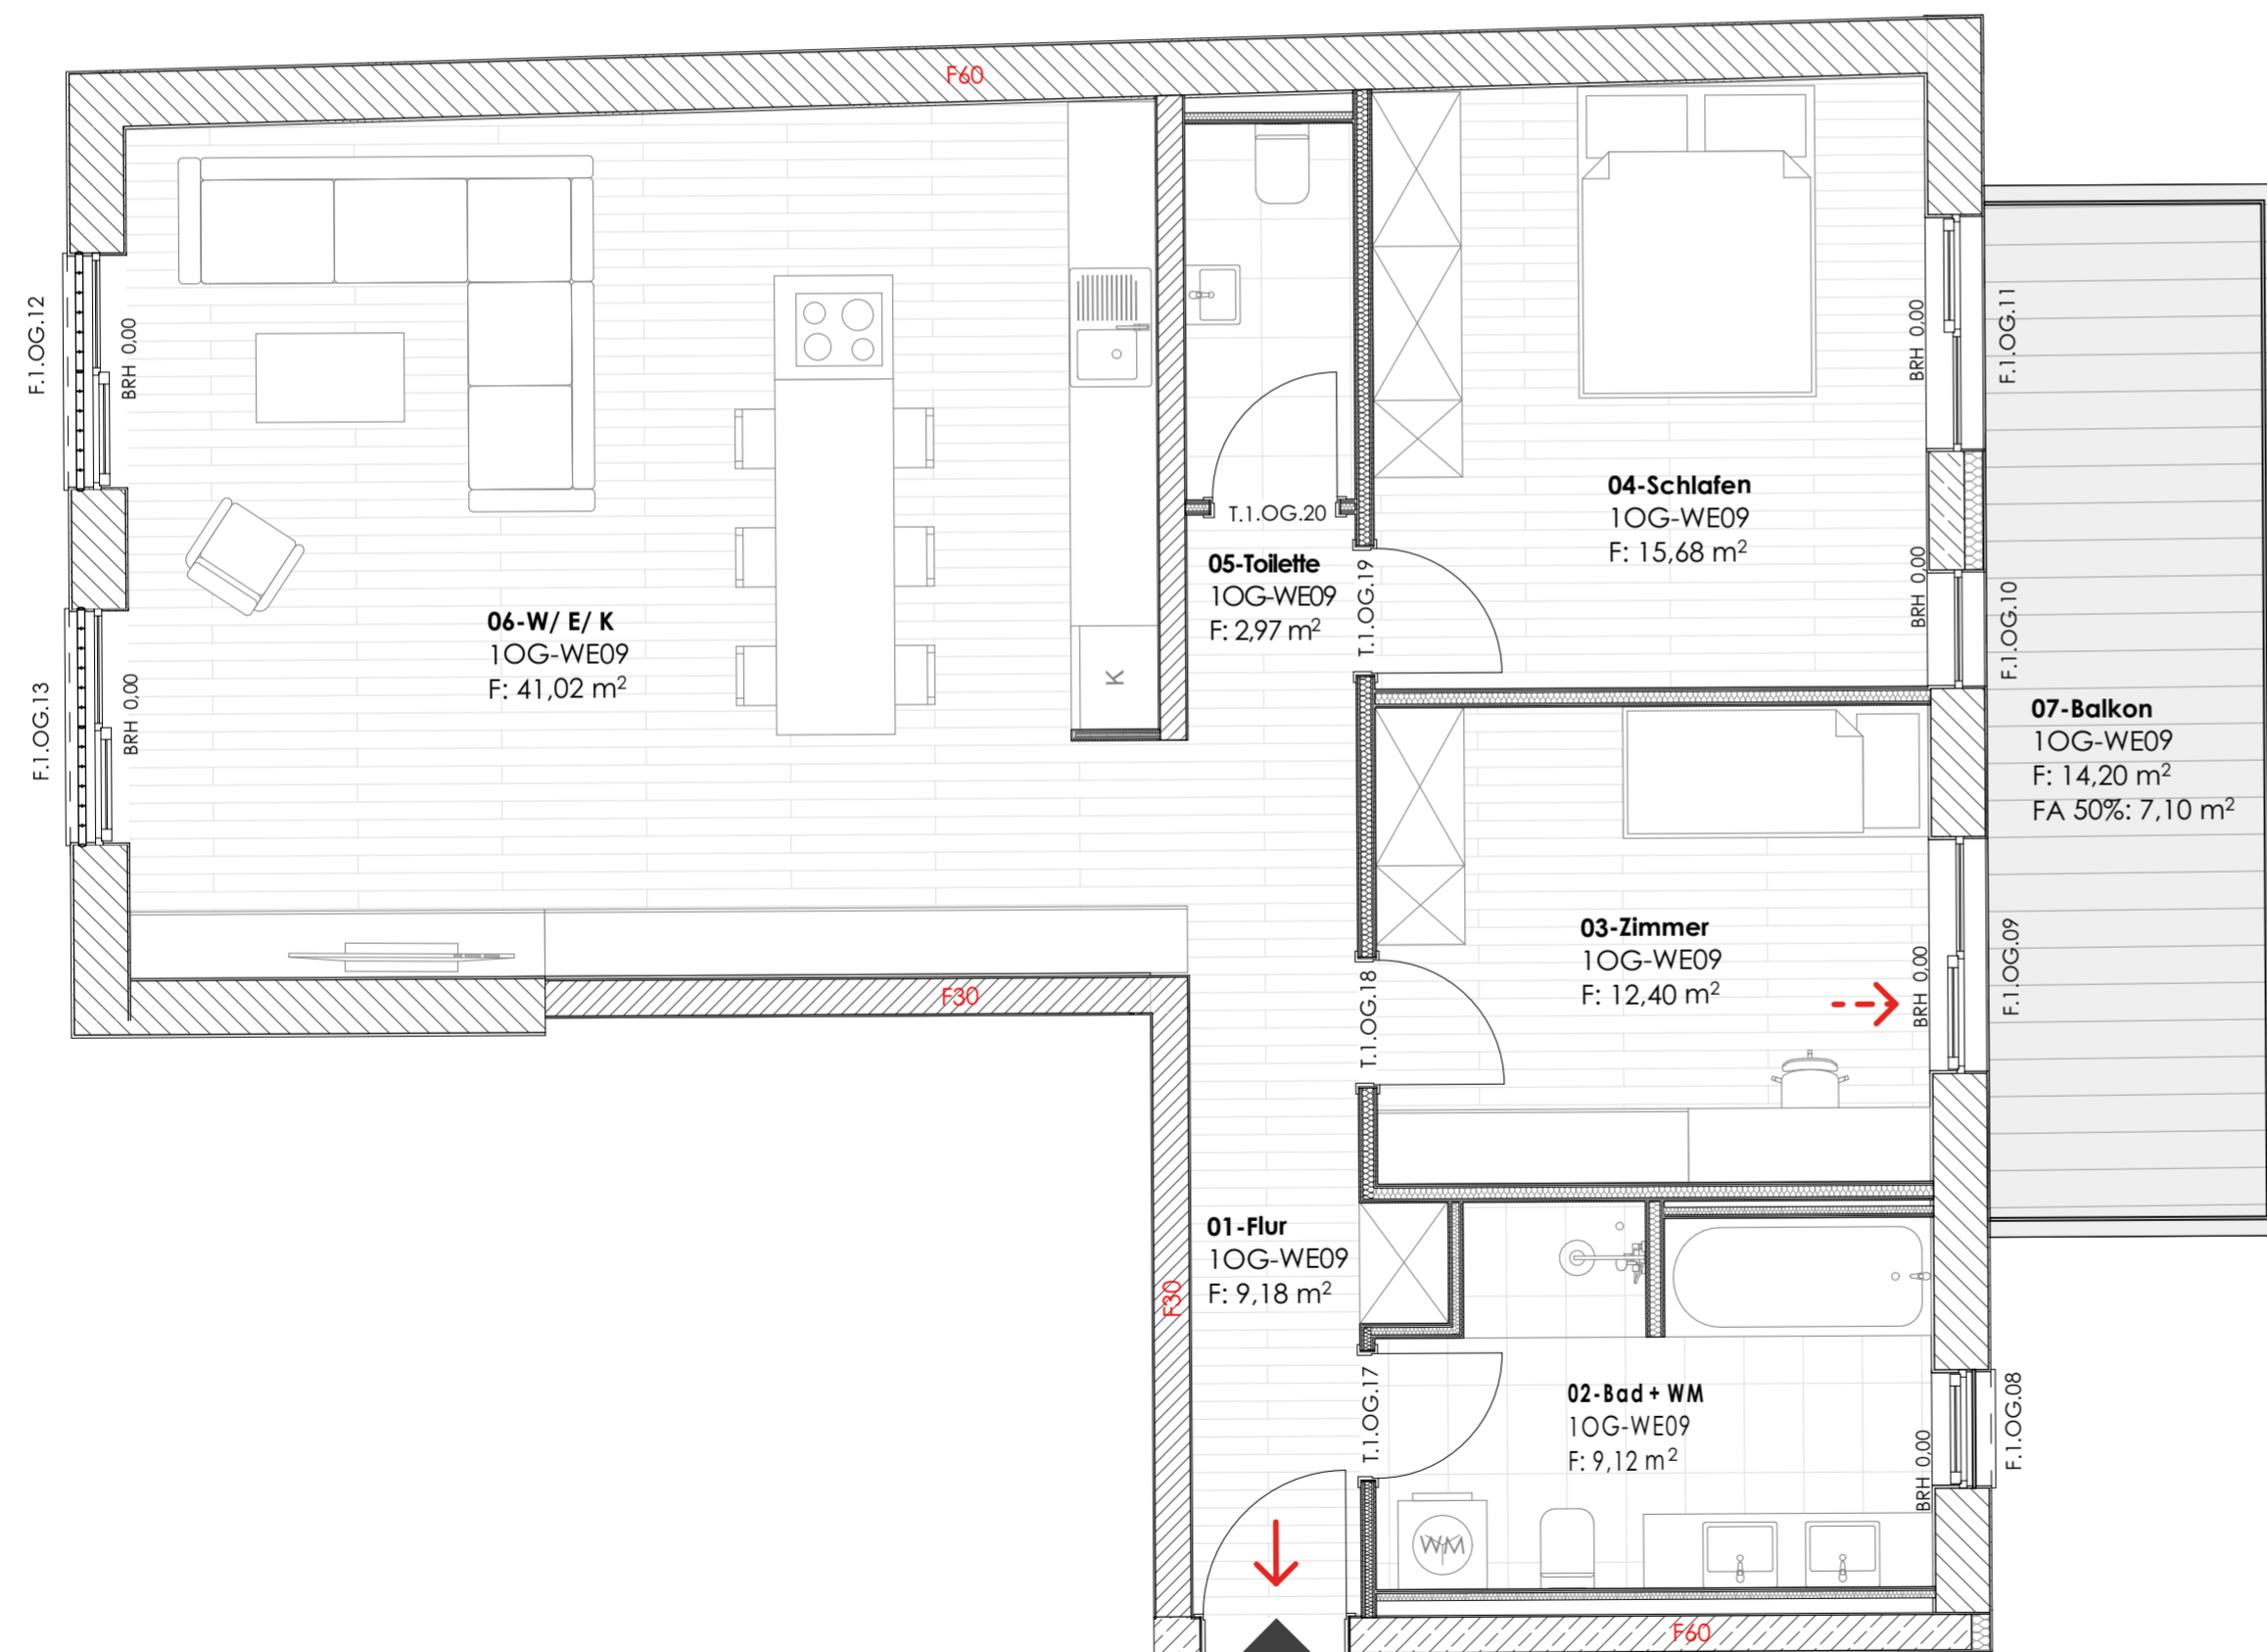 F60
F.1.OG.12
BRH 0,00
F.1.OG.13
BRH 0,00
06-W/ E/ K
1OG-WE09
F: 41,02 m²
K
T.1.OG.20
05-Toilette
1OG-WE09
F: 2,97 m²
T.1.OG.19
04-Schlafen
1OG-WE09
F: 15,68 m²
BRH 0,00
F.1.OG.11
BRH 0,00
F.1.OG.10
07-Balkon
1OG-WE09
F: 14,20 m²
FA 50%: 7,10 m²
03-Zimmer
1OG-WE09
F: 12,40 m²
T.1.OG.18
BRH 0,00
F.1.OG.09
F30
F30
01-Flur
1OG-WE09
F: 9,18 m²
T.1.OG.17
02-Bad + WM
1OG-WE09
F: 9,12 m²
BRH 0,00
F.1.OG.08
WM
F60